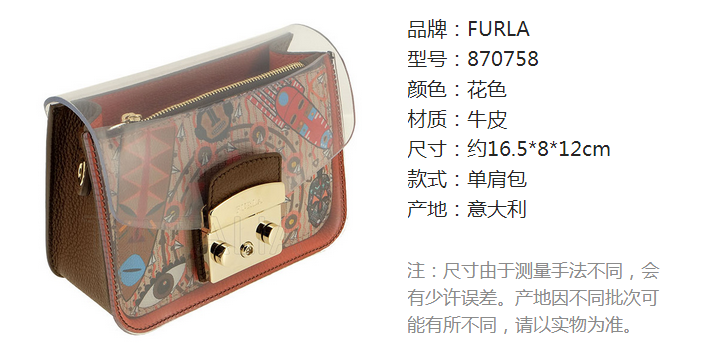 品牌：FURLA
型号：870758
颜色：花色
材质：牛皮
尺寸：约16.5*8*12cm
款式：单肩包
产地：意大利
注：尺寸由于测量手法不同，会
有少许误差。产地因不同批次可
能有所不同，请以实物为准。